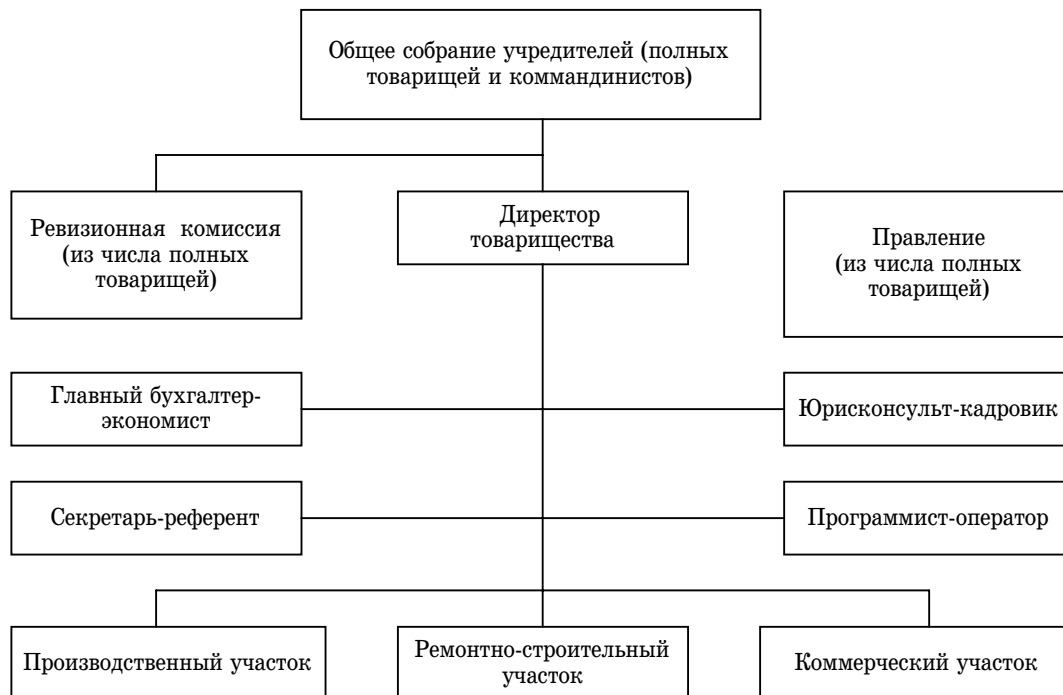 Общее собрание учредителей (полных
товарищей и коммандинистов)
Ревизионная комиссия
(из числа полных
товарищей)
Директор
товарищества
Правление
(из числа полных
товарищей)
Главный бухгалтер-
экономист
Юрисконсульт-кадровик
Секретарь-референт
Программист-оператор
Производственный участок
Ремонтно-строительный
участок
Коммерческий участок